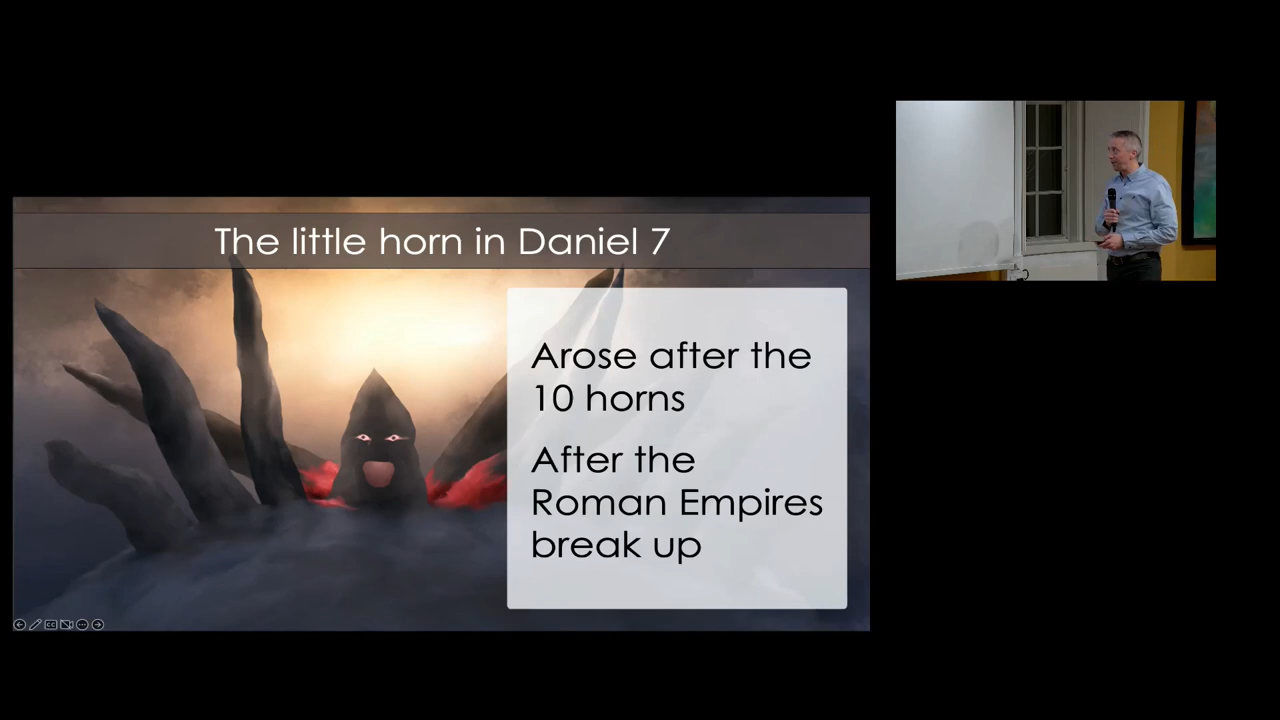 The little horn in Daniel 7
Arose after the
10 horns
After the
Roman Empires
break up